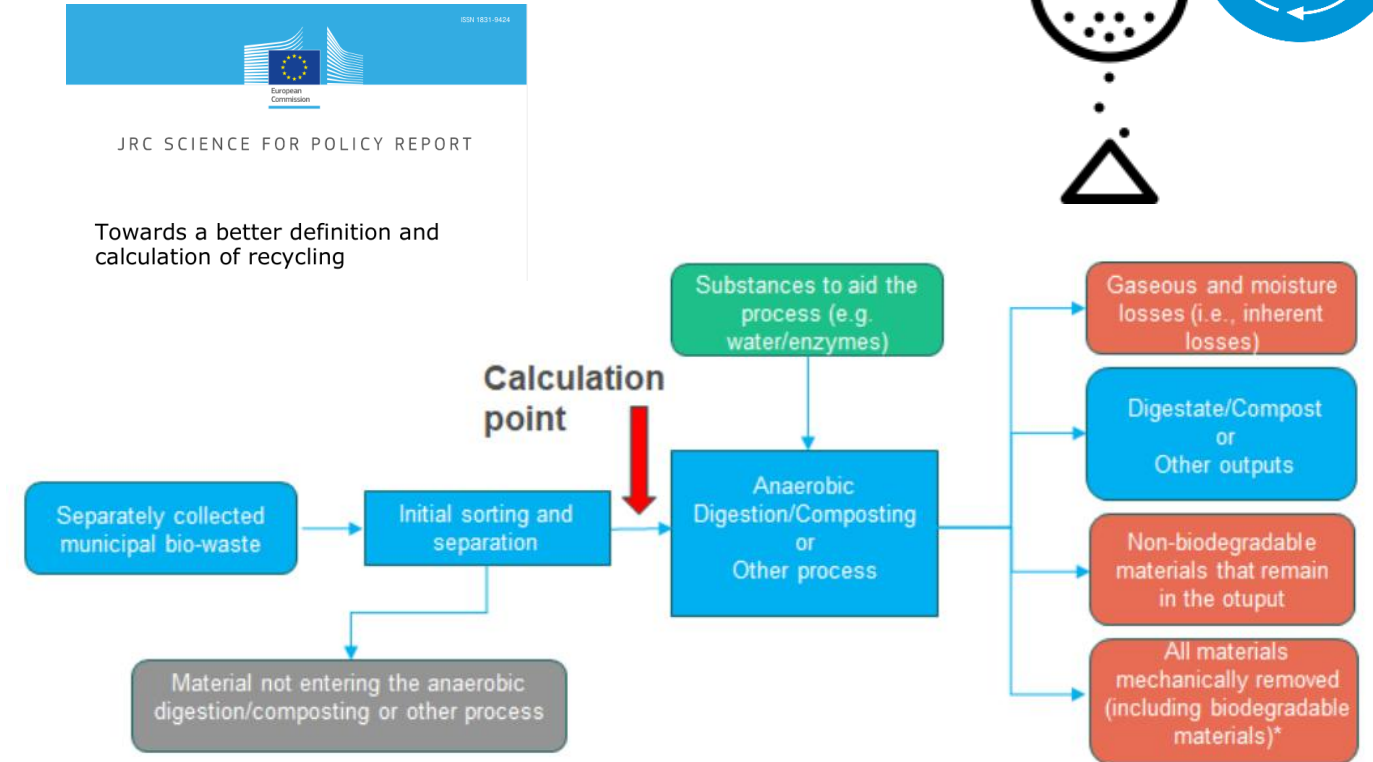 ISSN 1831-9424
European
Commission
JRC SCIENCE FOR POLICY REPORT
Towards a better definition and
calculation of recycling
Substances to aid the
process (e.g.
water/enzymes)
Gaseous and moisture
losses (i.e., inherent
losses)
Calculation
point
Digestate/Compost
or
Other outputs
Separately collected
municipal bio-waste
Initial sorting and
separation
Anaerobic
Digestion/Composting
or
Other process
Non-biodegradable
materials that remain
in the otuput
Material not entering the anaerobic
digestion/composting or other process
All materials
mechanically removed
(including biodegradable
materials)*